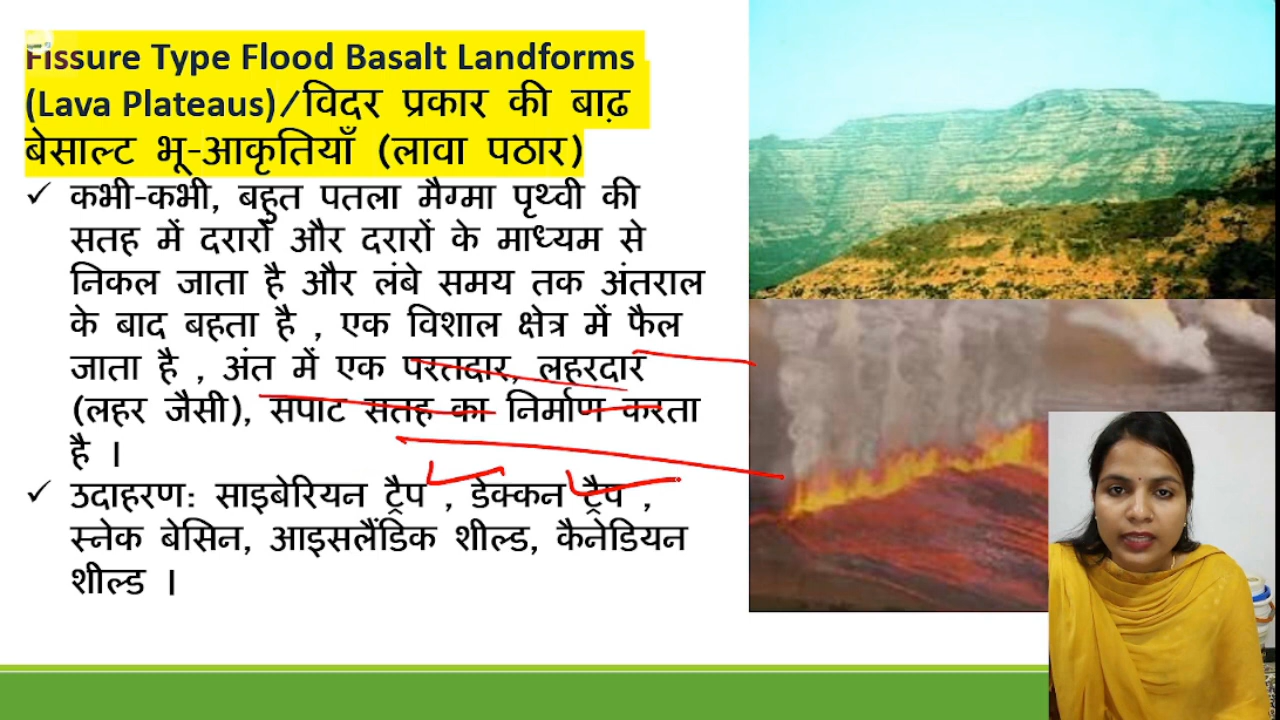 Fissure Type Flood Basalt Landforms
(Lava Plateaus)/विदर प्रकार की बाढ़
बेसाल्ट भू-आकृतियाँ (लावा पठार)
✓ कभी-कभी, बहुत पतला मैग्मा पृथ्वी की
सतह में दरारों और दरारों के माध्यम से
निकल जाता है और लंबे समय तक अंतराल
के बाद बहता है , एक विशाल क्षेत्र में फैल
जाता है , अंत में एक परतदार, लहरदार
(लहर जैसी), सपाट सतह का निर्माण करता
है ।
✓ उदाहरण: साइबेरियन ट्रैप , डेक्कन ट्रैप ,
स्नेक बेसिन, आइसलैंडिक शील्ड, कैनेडियन
शील्ड ।